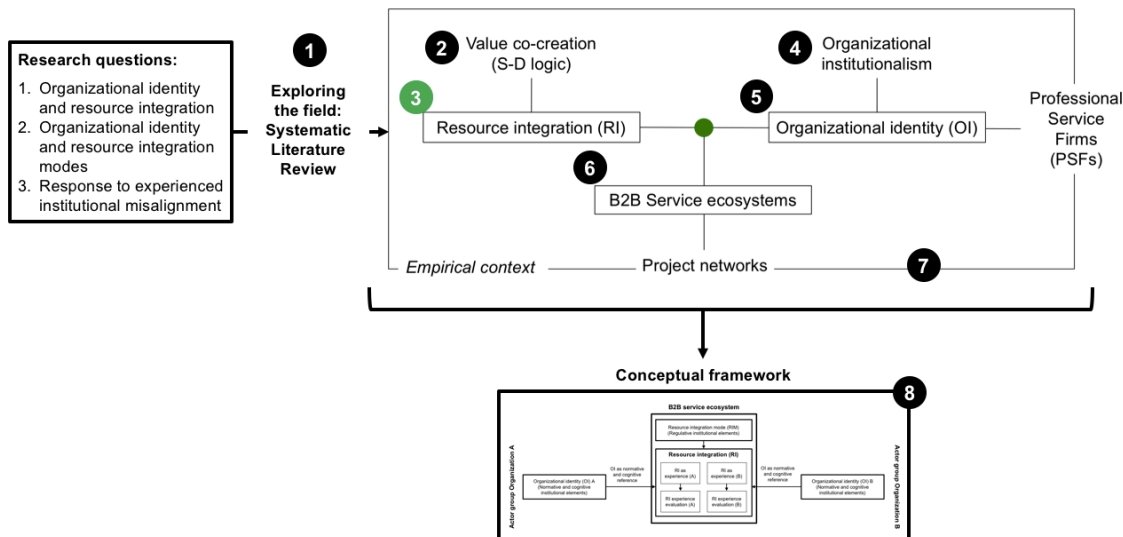 Research questions:
1. Organizational identity
and resource integration
2. Organizational identity
and resource integration
modes
3. Response to experienced
institutional misalignment
1
Exploring
the field:
Systematic
Literature
Review
2
Value co-creation
(S-D logic)
3
Resource integration (RI)
4
Organizational
institutionalism
5
Organizational identity (OI)
Professional
Service
Firms
(PSFs)
6
B2B Service ecosystems
Empirical context
Project networks
7
Conceptual framework
8
B2B service ecosystem
Resource integration mode (RIM)
(Regulative institutional elements)
Resource integration (RI)
Actor group Organization A
Organizational identity (OI) A
(Normative and cognitive
institutional elements)
OI as normative
and cognitive
reference
RI as
experience (A)
RI as
experience (B)
RI experience
evaluation (A)
RI experience
evaluation (B)
OI as normative
and cognitive
reference
Organizational identity (OI) B
(Normative and cognitive
institutional elements)
Actor group Organization B